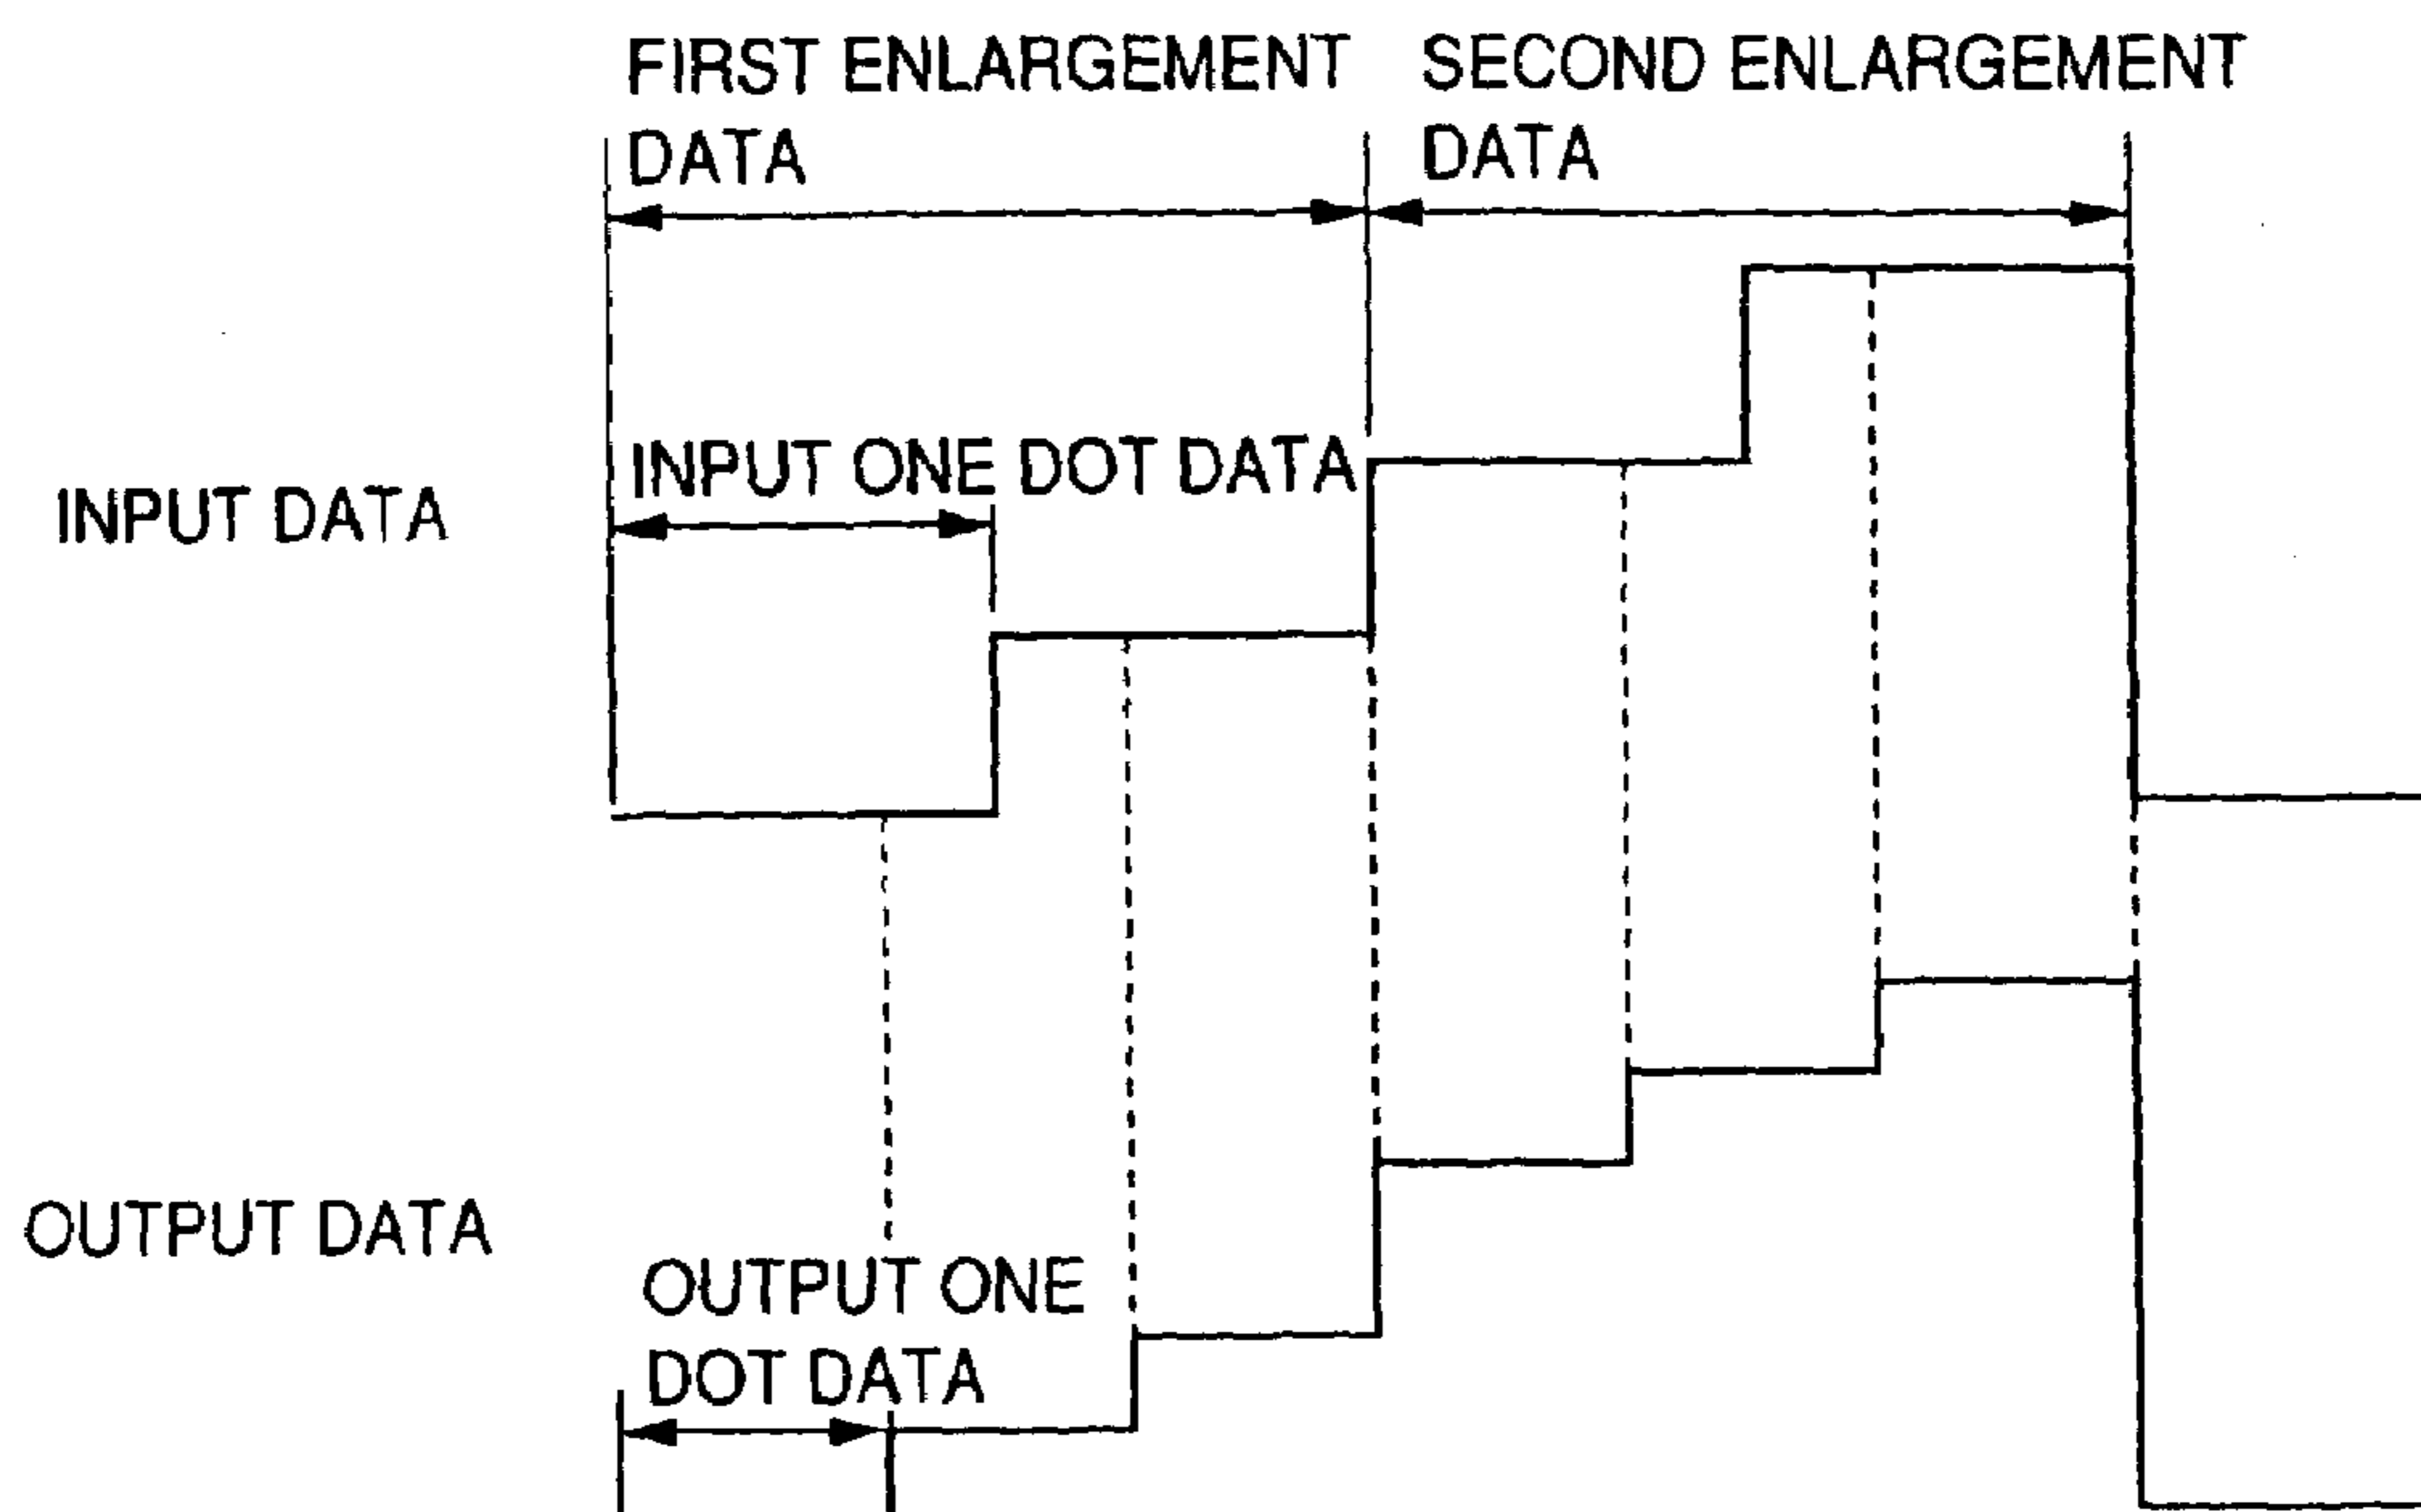 FIRST ENLARGEMENT
DATA
SECOND ENLARGEMENT
DATA
INPUT ONE DOT DATA
INPUT DATA
OUTPUT DATA
OUTPUT ONE
DOT DATA